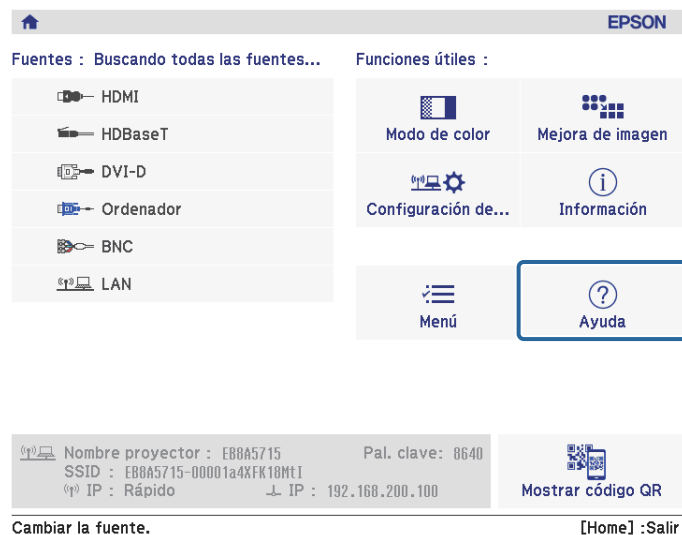 EPSON
Fuentes : Buscando todas las fuentes...
HDMI
HDBaseT
DVI-D
Ordenador
BNC
LAN
Funciones útiles :
Modo de color
Mejora de imagen
Configuración de...
Información
Menú
Ayuda
Nombre proyector : EB8A5715 Pal. clave: 8640
SSID : EB8A5715-00001a4XFK18MtI
IP : Rápido IP : 192.168.200.100
Mostrar código QR
Cambiar la fuente. [Home] :Salir